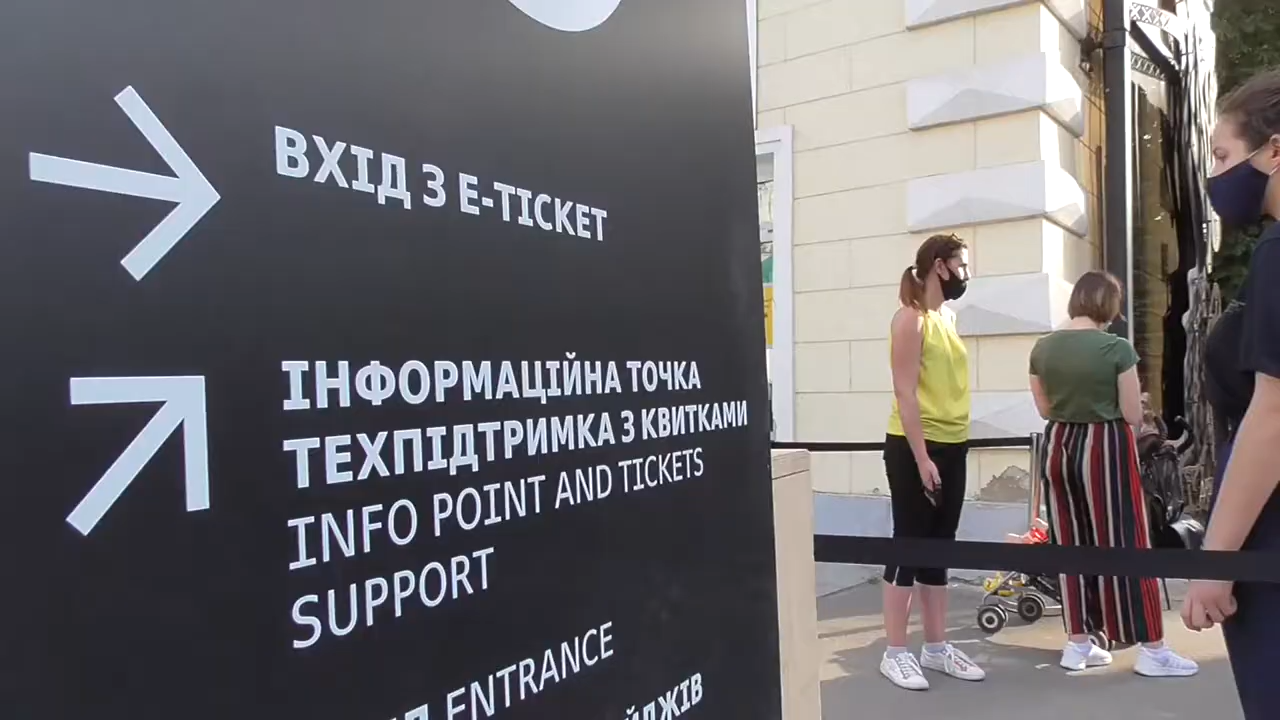 ВХІД З E-TICKET
ІНФОРМАЦІЙНА ТОЧКА
ТЕХПІДТРИМКА З КВИТКАМИ
INFO POINT AND TICKETS
SUPPORT
ENTRANCE